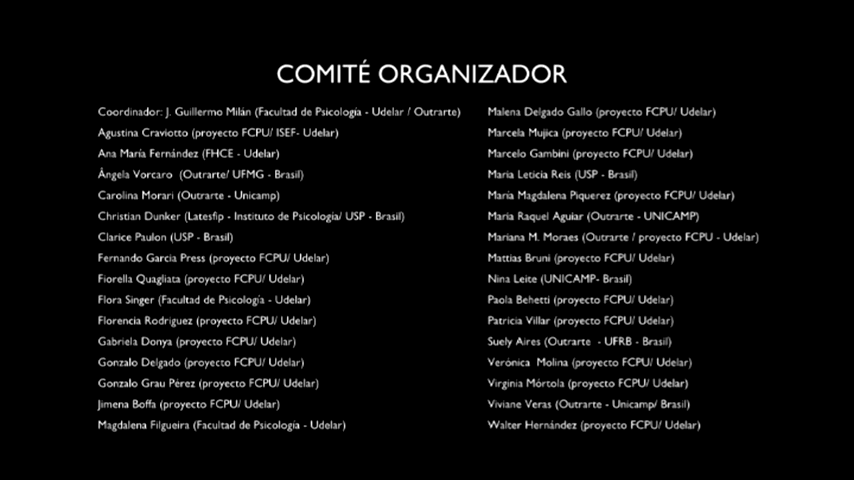 COMITÉ ORGANIZADOR
Coordinador: J. Guillermo Milán (Facultad de Psicología - Udelar / Outrarte)
Agustina Craviotto (proyecto FCPU/ ISEF- Udelar)
Ana María Fernández (FHCE - Udelar)
Ângela Vorcaro (Outrarte/ UFMG - Brasil)
Carolina Morari (Outrarte - Unicamp)
Christian Dunker (Latesfip - Instituto de Psicología/ USP - Brasil)
Clarice Paulon (USP - Brasil)
Fernando Garcia Press (proyecto FCPU/ Udelar)
Fiorella Quagliata (proyecto FCPU/ Udelar)
Flora Singer (Facultad de Psicología - Udelar)
Florencia Rodriguez (proyecto FCPU/ Udelar)
Gabriela Donya (proyecto FCPU/ Udelar)
Gonzalo Delgado (proyecto FCPU/ Udelar)
Gonzalo Grau Pérez (proyecto FCPU/ Udelar)
Jimena Boffa (proyecto FCPU/ Udelar)
Magdalena Filgueira (Facultad de Psicología - Udelar)
Malena Delgado Gallo (proyecto FCPU/ Udelar)
Marcela Mujica (proyecto FCPU/ Udelar)
Marcelo Gambini (proyecto FCPU/ Udelar)
Maria Leticia Reis (USP - Brasil)
María Magdalena Piquerez (proyecto FCPU/ Udelar)
Maria Raquel Aguiar (Outrarte - UNICAMP)
Mariana M. Moraes (Outrarte / proyecto FCPU - Udelar)
Mattias Bruni (proyecto FCPU/ Udelar)
Nina Leite (UNICAMP- Brasil)
Paola Behetti (proyecto FCPU/ Udelar)
Patricia Villar (proyecto FCPU/ Udelar)
Suely Aires (Outrarte - UFRB - Brasil)
Verónica Molina (proyecto FCPU/ Udelar)
Virginia Mórtola (proyecto FCPU/ Udelar)
Viviane Veras (Outrarte - Unicamp/ Brasil)
Walter Hernández (proyecto FCPU/ Udelar)